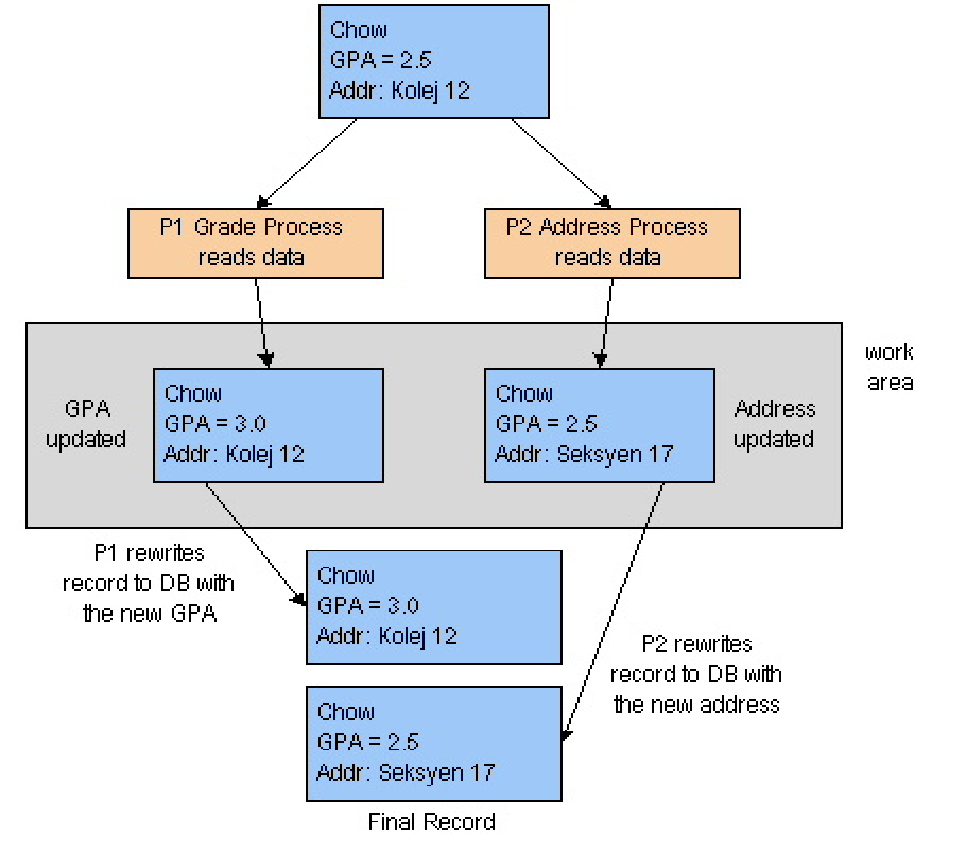 Chow
GPA = 2.5
Addr: Kolej 12
P1 Grade Process
reads data
P2 Address Process
reads data
work
area
GPA
updated
Chow
GPA = 3.0
Addr: Kolej 12
Chow
GPA = 2.5
Addr: Seksyen 17
Address
updated
P1 rewrites
record to DB with
the new GPA
Chow
GPA = 3.0
Addr: Kolej 12
P2 rewrites
record to DB with
the new address
Chow
GPA = 2.5
Addr: Seksyen 17
Final Record